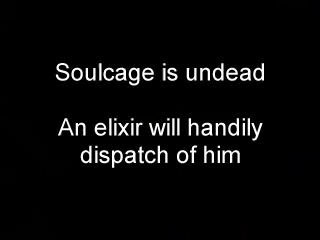 Soulcage is undead
An elixir will handily
dispatch of him